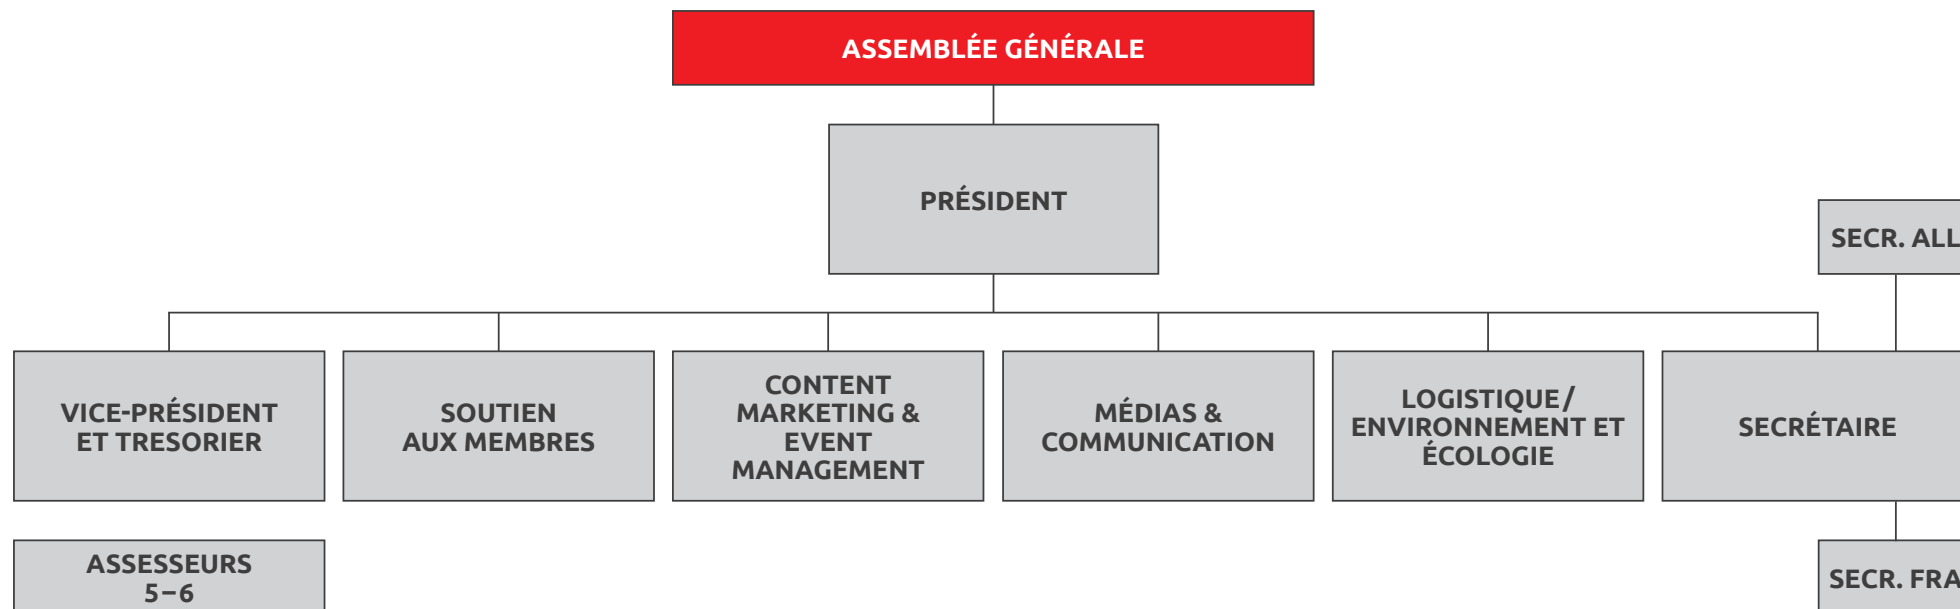 ASSEMBLÉE GÉNÉRALE
PRÉSIDENT
SECR. ALL
VICE-PRÉSIDENT
ET TRESORIER
SOUTIEN
AUX MEMBRES
CONTENT
MARKETING &
EVENT
MANAGEMENT
MÉDIAS &
COMMUNICATION
LOGISTIQUE/
ENVIRONNEMENT ET
ÉCOLOGIE
SECRÉTAIRE
ASSESSEURS
5–6
SECR. FRA